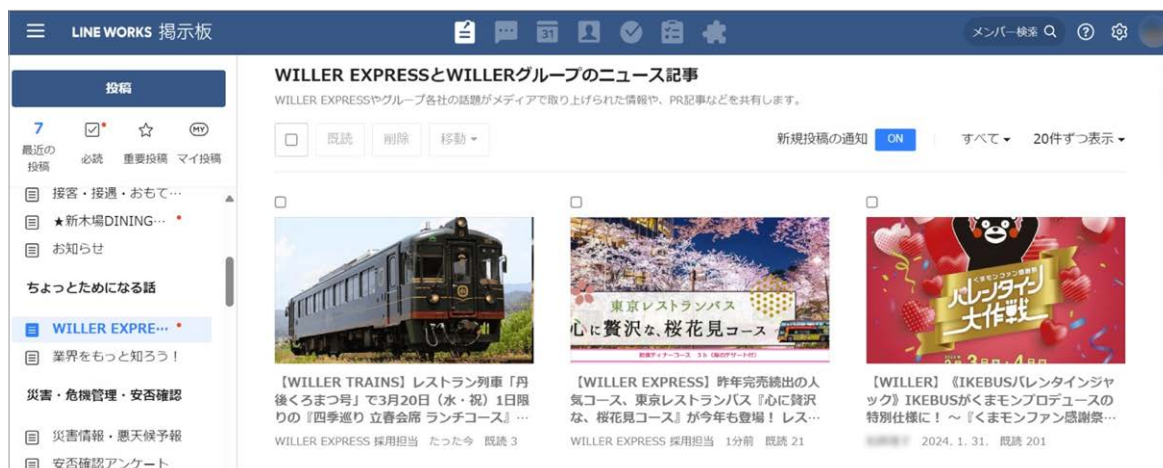 LINE WORKS 掲示板
31
メンバー検索
投稿
WILLER EXPRESSとWILLERグループのニュース記事
WILLER EXPRESSやグループ各社の話題がメディアで取り上げられた情報や、PR記事などを共有します。
7
最近の
投稿
必読
重要投稿
MY
マイ投稿
既読 削除 移動
新規投稿の通知 ON すべて 20件ずつ表示
接客・接遇・おもて…
★新木場DINING…
お知らせ
ちょっとためになる話
WILLER EXPRE…
業界をもっと知ろう！
災害・危機管理・安否確認
災害情報・悪天候予報
安否確認アンケート
東京レストランバス
心に贅沢な、桜花見コース
くまモンファン感謝祭
バレンタイン
大作戦
【WILLER TRAINS】レストラン列車「丹
後くろまつ号」で3月20日（水・祝）1日限
りの『四季巡り 立春会席 ランチコース』…
WILLER EXPRESS 採用担当 たった今 既読 3
【WILLER EXPRESS】昨年完売続出の人
気コース、東京レストランバス『心に贅沢
な、桜花見コース』が今年も登場！ レス…
WILLER EXPRESS 採用担当 1分前 既読 21
【WILLER】《IKEBUSバレンタインジャ
ック》IKEBUSがくまモンプロデュースの
特別仕様に！ ～『くまモンファン感謝祭…
2024. 1. 31. 既読 201